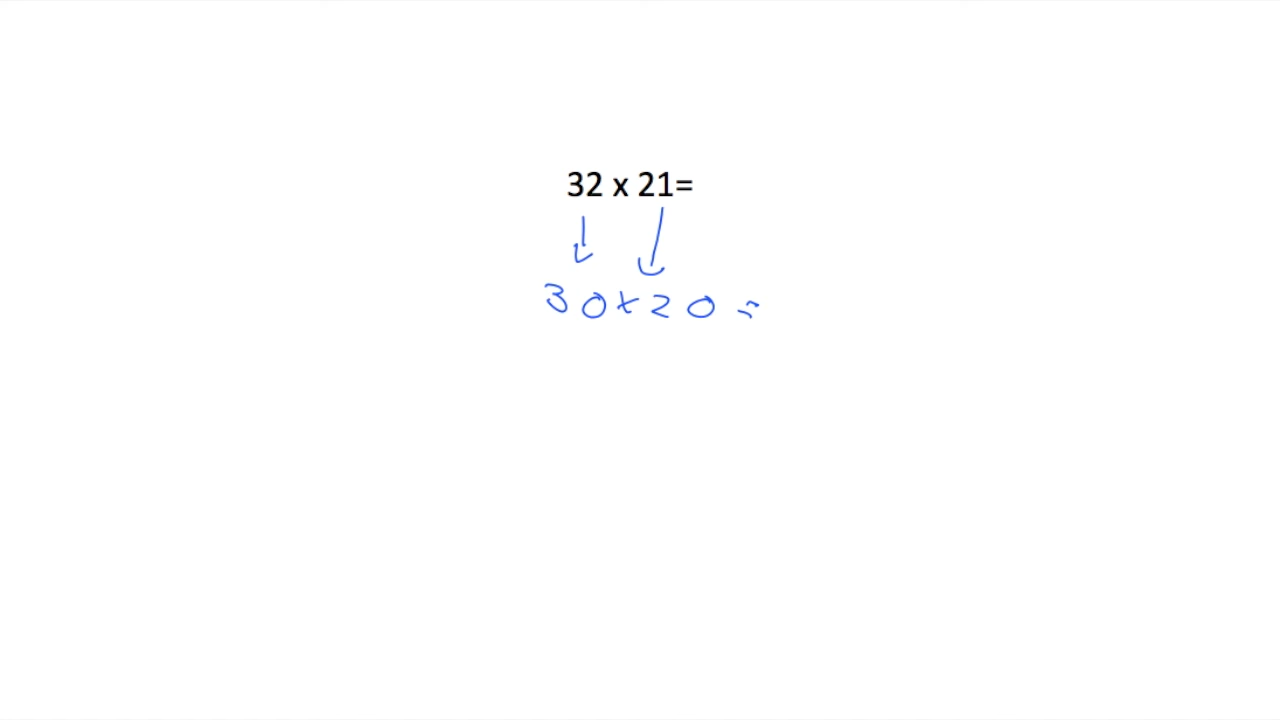 32 x 21=
30x20=